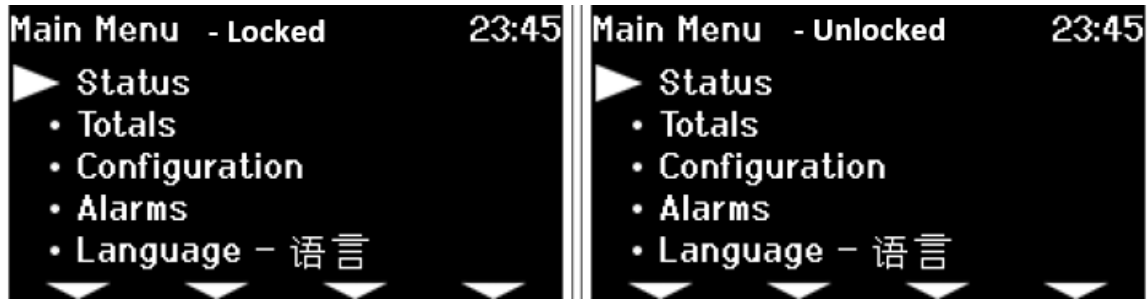 Main Menu - Locked 23:45
Status
• Totals
• Configuration
• Alarms
• Language - 语言
Main Menu - Unlocked 23:45
Status
• Totals
• Configuration
• Alarms
• Language - 语言